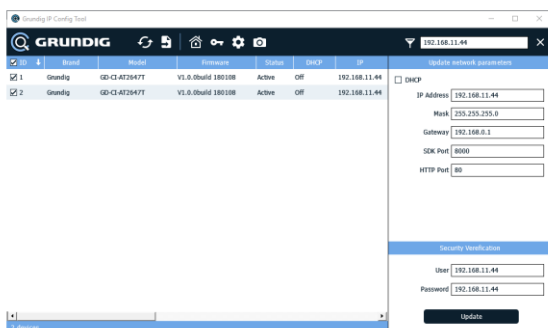 Grundig IP Config Tool
GRUNDIG
192.168.11.44
ID Brand Model Firmware Status DHCP IP
1 Grundig GD-CI-AT2647T V1.0.0build 180108 Active Off 192.168.11.44
2 Grundig GD-CI-AT2647T V1.0.0build 180108 Active Off 192.168.11.44
Update network parameters
DHCP
IP Address 192.168.11.44
Mask 255.255.255.0
Gateway 192.168.0.1
SDK Port 8000
HTTP Port 80
Security Verefication
User 192.168.11.44
Password 192.168.11.44
Update
2 devices